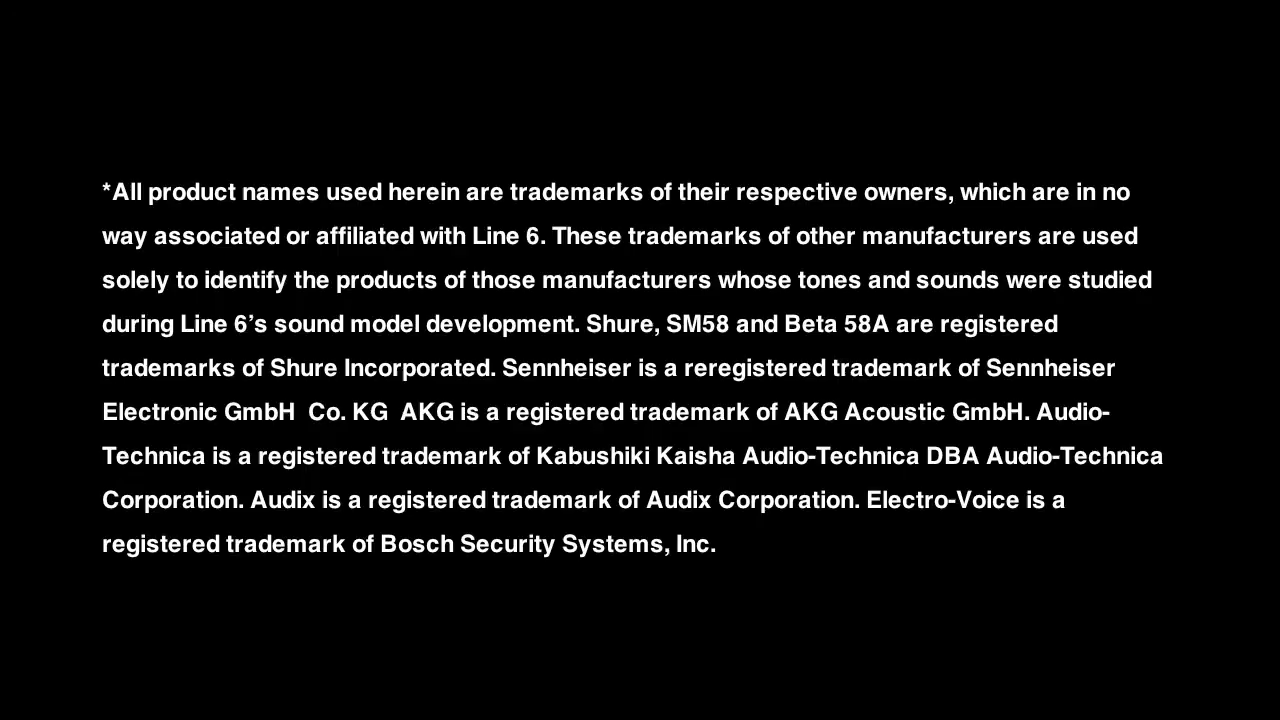 *All product names used herein are trademarks of their respective owners, which are in no
way associated or affiliated with Line 6. These trademarks of other manufacturers are used
solely to identify the products of those manufacturers whose tones and sounds were studied
during Line 6’s sound model development. Shure, SM58 and Beta 58A are registered
trademarks of Shure Incorporated. Sennheiser is a reregistered trademark of Sennheiser
Electronic GmbH  Co. KG  AKG is a registered trademark of AKG Acoustic GmbH. Audio-
Technica is a registered trademark of Kabushiki Kaisha Audio-Technica DBA Audio-Technica
Corporation. Audix is a registered trademark of Audix Corporation. Electro-Voice is a
registered trademark of Bosch Security Systems, Inc.